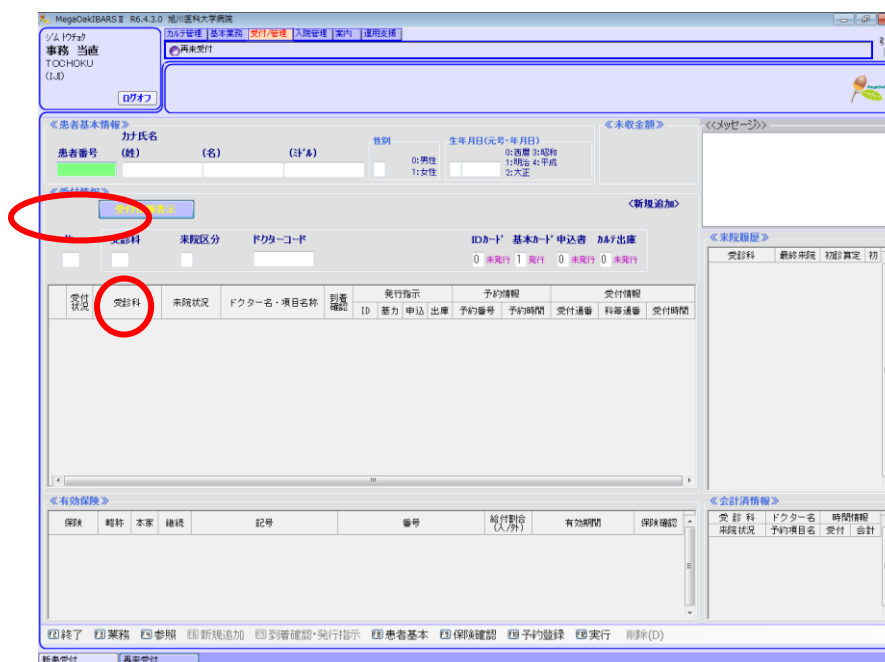 MegaOakIBARSⅡ R6.4.3.0 旭川医科大学病院
ジム トウチョク
事務 当直
TOCHOKU
(IJI)
ログオフ
カルテ管理 基本業務 受付/管理 入院管理 案内 運用支援
再来受付
≪患者基本情報≫
≪未収金額≫
<<メッセージ>>
カナ氏名
患者番号 (姓) (名) (ミドル)
性別
0:男性
1:女性
生年月日(元号・年月日)
0:西暦 3:昭和
1:明治 4:平成
2:大正
≪受付情報≫
<新規追加>
受診科 来院区分 ドクターコード IDカード 基本カード 申込書 カルテ出庫
0 未発行 1 発行 0 未発行 0 未発行
≪来院履歴≫
受診科 最終来院 初診算定 初
受付状況 受診科 来院状況 ドクター名・項目名称 到着確認 発行指示 予約情報 受付情報
ID 基力 申込 出庫 予約番号 予約時間 受付通番 科毎通番 受付時間
≪有効保険≫
保険 略称 本家 継続 記号 番号 給付割合(入/外) 有効期間 保険確認
≪会計済情報≫
受診科 ドクター名 時間情報
来院状況 予約項目名 受付 会計
終了 業務 参照 新規追加 到着確認・発行指示 患者基本 保険確認 予約登録 実行 削除(D)
新患受付 再来受付